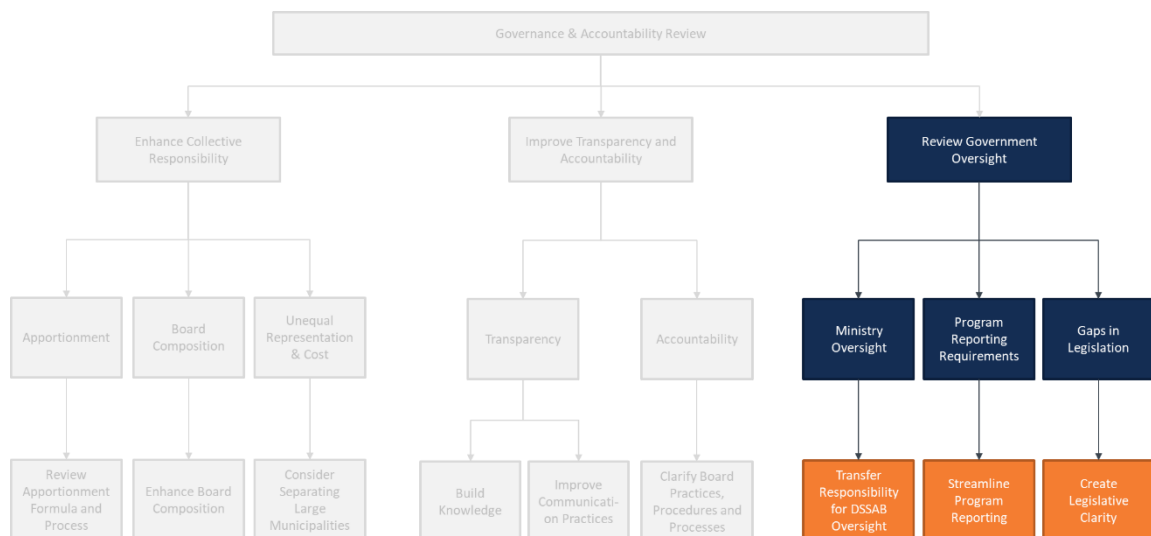 Governance & Accountability Review
Enhance Collective
Responsibility
Improve Transparency and
Accountability
Review Government
Oversight
Apportionment
Board
Composition
Unequal
Representation
& Cost
Transparency
Accountability
Ministry
Oversight
Program
Reporting
Requirements
Gaps in
Legislation
Review
Apportionment
Formula and
Process
Enhance Board
Composition
Consider
Separating
Large
Municipalities
Build
Knowledge
Improve
Communicati-
on Practices
Clarify Board
Practices,
Procedures and
Processes
Transfer
Responsibility
for DSSAB
Oversight
Streamline
Program
Reporting
Create
Legislative
Clarity